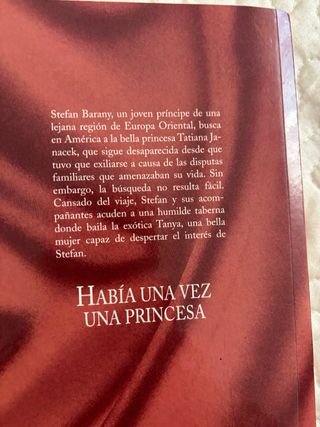 Stefan Barany, un joven príncipe de una
lejana región de Europa Oriental, busca
en América a la bella princesa Tatiana Ja-
nacek, que sigue desaparecida desde que
tuvo que exiliarse a causa de las disputas
familiares que amenazaban su vida. Sin
embargo, la búsqueda no resulta fácil.
Cansado del viaje, Stefan y sus acom-
pañantes acuden a una humilde taberna
donde baila la exótica Tanya, una bella
mujer capaz de despertar el interés de
Stefan.
HABÍA UNA VEZ
UNA PRINCESA